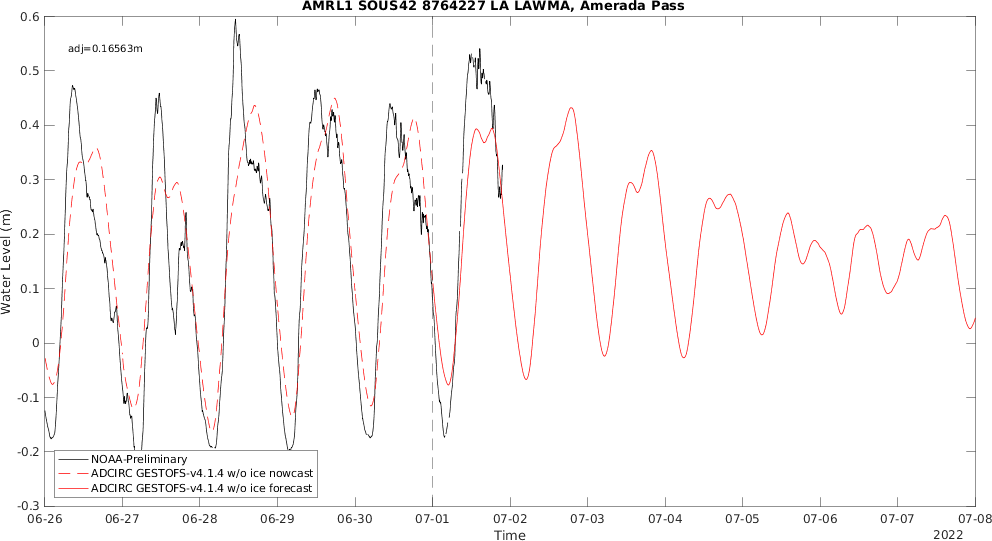 AMRL1 SOUS42 8764227 LA LAWMA, Amerada Pass
adj=0.16563m
0.6
0.5
0.4
0.3
0.2
0.1
0
-0.1
-0.2
-0.3
Water Level (m)
NOAA-Preliminary
ADCIRC GESTOFS-v4.1.4 w/o ice nowcast
ADCIRC GESTOFS-v4.1.4 w/o ice forecast
06-26 06-27 06-28 06-29 06-30 07-01 07-02 07-03 07-04 07-05 07-06 07-07 07-08
Time
2022